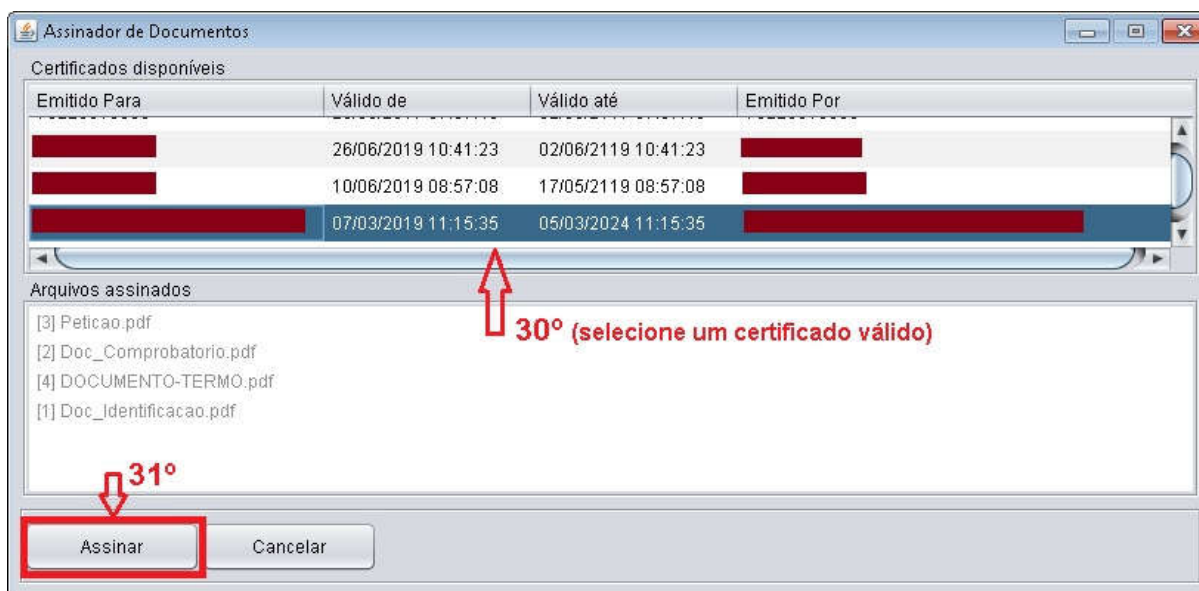 Assinador de Documentos
Certificados disponíveis
Emitido Para Válido de Válido até Emitido Por
26/06/2019 10:41:23 02/06/2119 10:41:23
10/06/2019 08:57:08 17/05/2119 08:57:08
07/03/2019 11:15:35 05/03/2024 11:15:35
Arquivos assinados
[3] Peticao.pdf
30º (selecione um certificado válido)
[2] Doc_Comprobatorio.pdf
[4] DOCUMENTO-TERMO.pdf
[1] Doc_Identificacao.pdf
31º
Assinar Cancelar